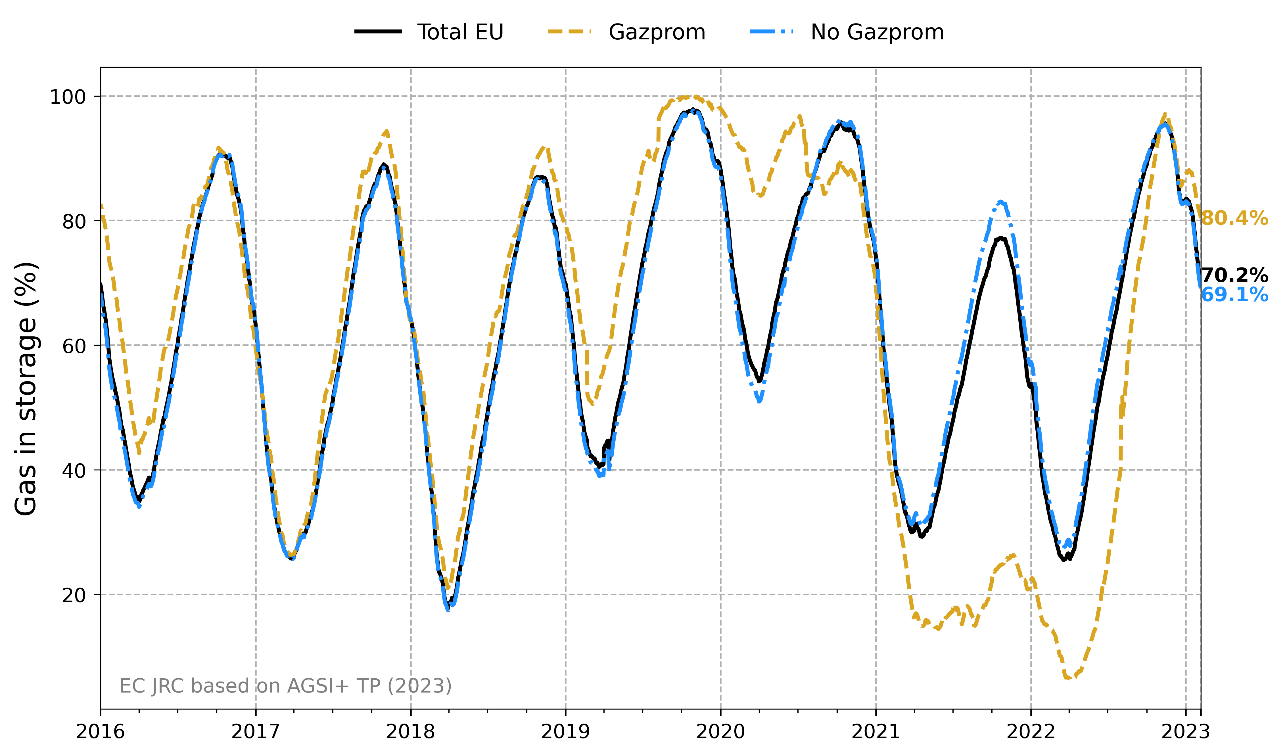 Total EU Gazprom No Gazprom
100
80
60
40
20
Gas in storage (%)
80.4%
70.2%
69.1%
EC JRC based on AGSI+ TP (2023)
2016 2017 2018 2019 2020 2021 2022 2023